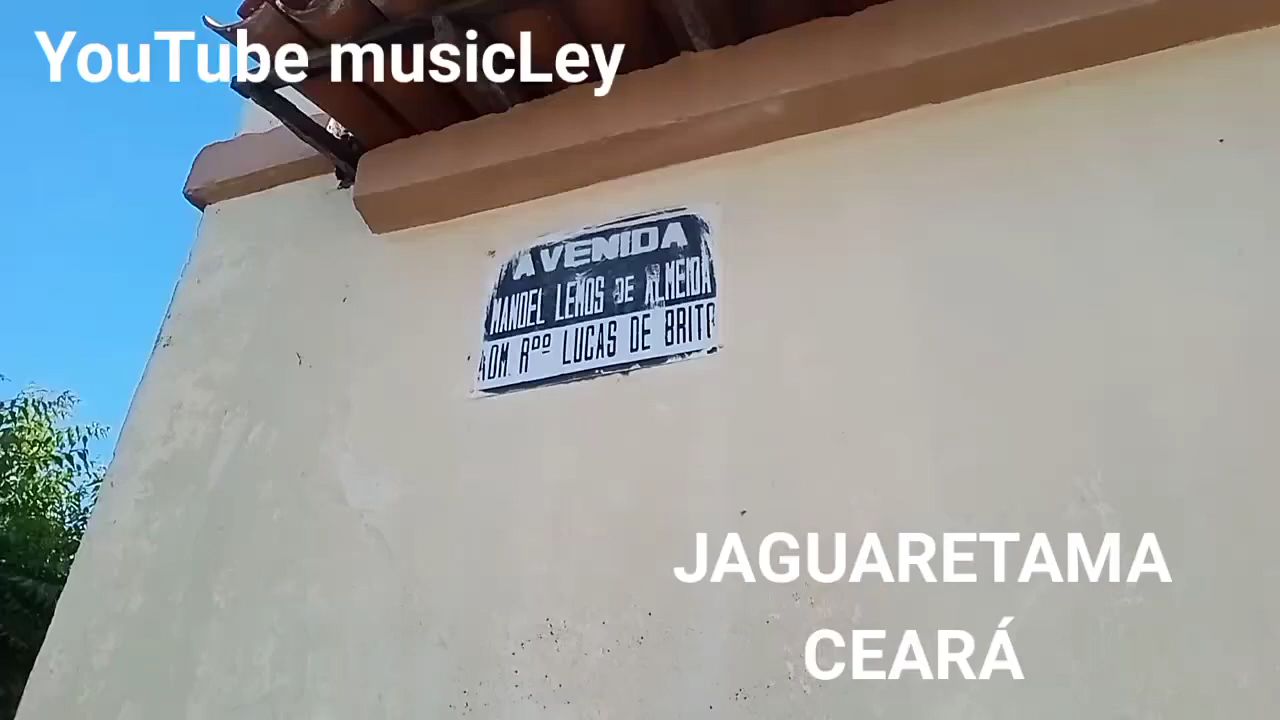 YouTube musicLey
AVENIDA
MANOEL LEMOS DE ALMEIDA
ADM. Rºº LUCAS DE BRITO
JAGUARETAMA
CEARÁ